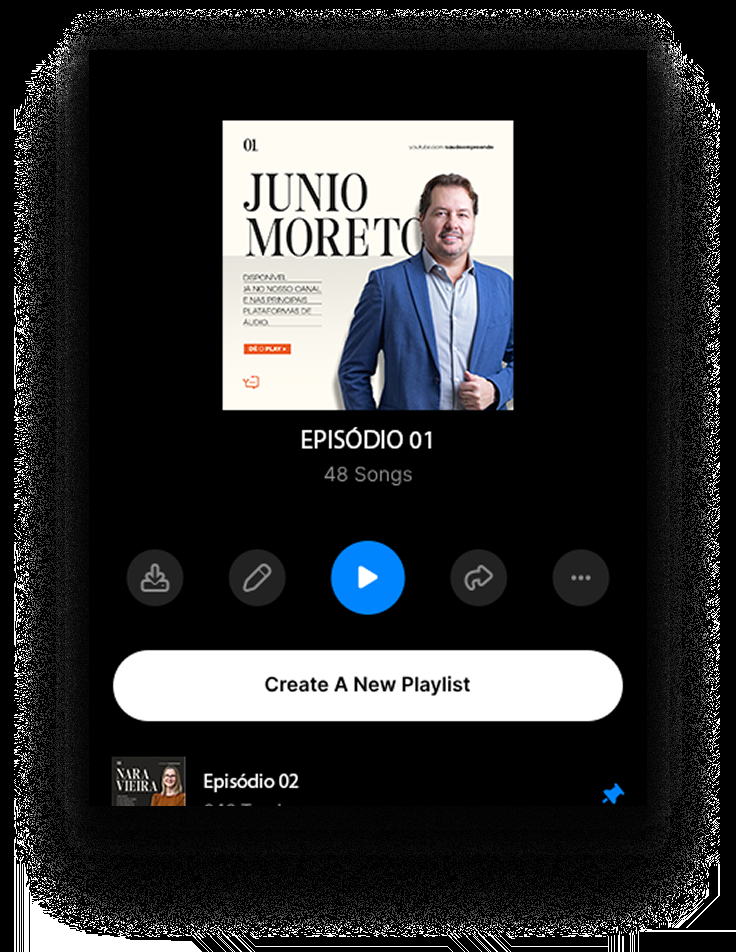 01.
youtube.com/saudeempreende
JUNIO
MORETO
DISPONÍVEL
JÁ NO NOSSO CANAL
E NAS PRINCIPAIS
PLATAFORMAS DE
ÁUDIO.
DÊ O PLAY >
EPISÓDIO 01
48 Songs
Create A New Playlist
NARA
VIEIRA
Episódio 02